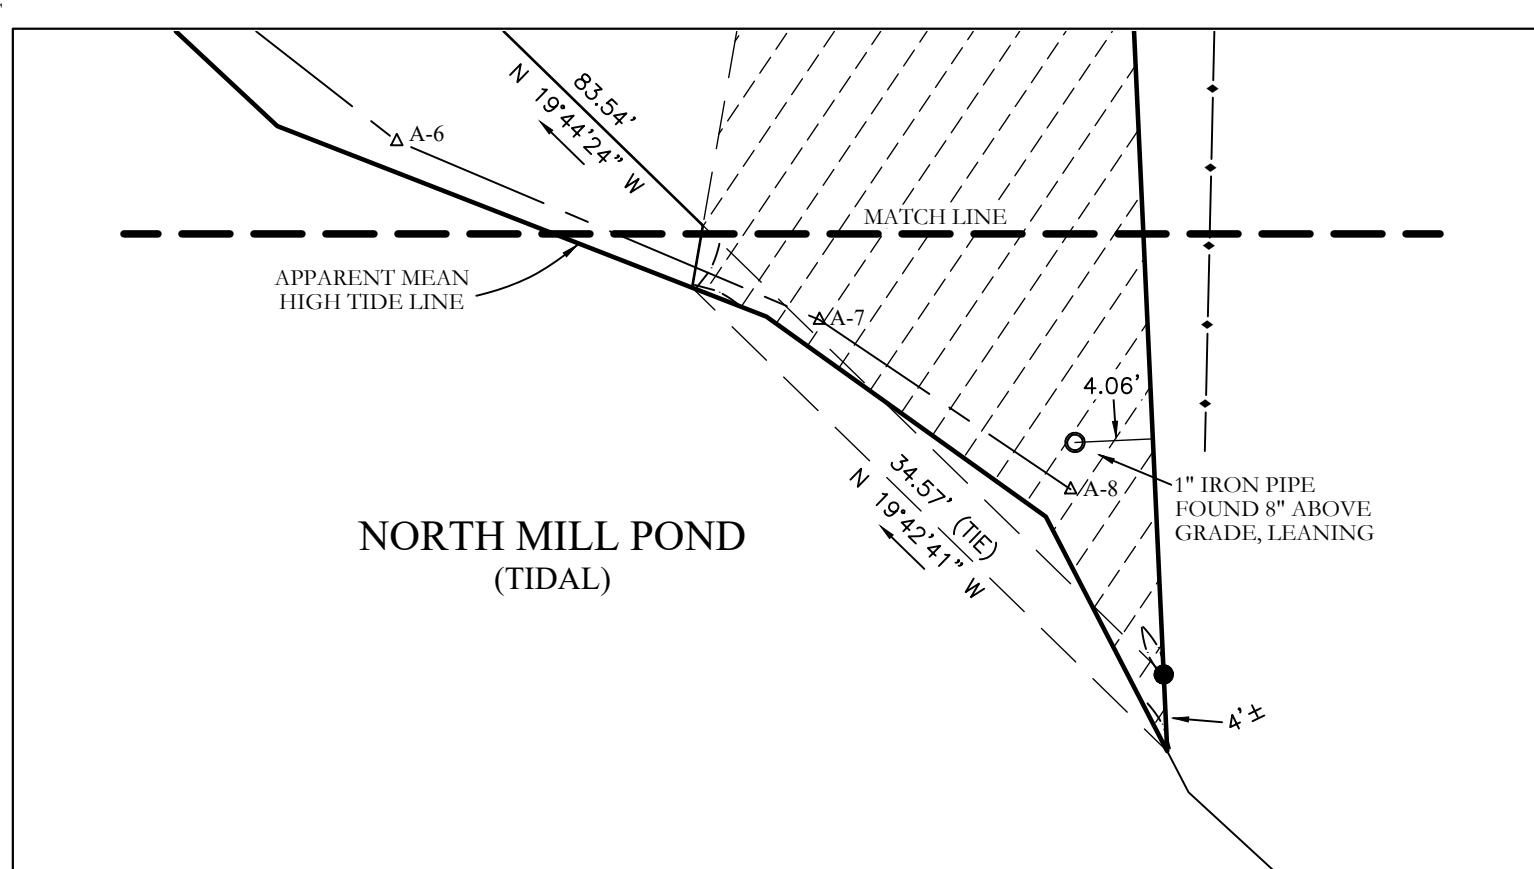 83.54'
N 19°44'24" W
A-6
MATCH LINE
APPARENT MEAN
HIGH TIDE LINE
A-7
4.06'
34.57' (TIE)
N 19°42'41" W
A-8
1" IRON PIPE
FOUND 8" ABOVE
GRADE, LEANING
NORTH MILL POND
(TIDAL)
4'±